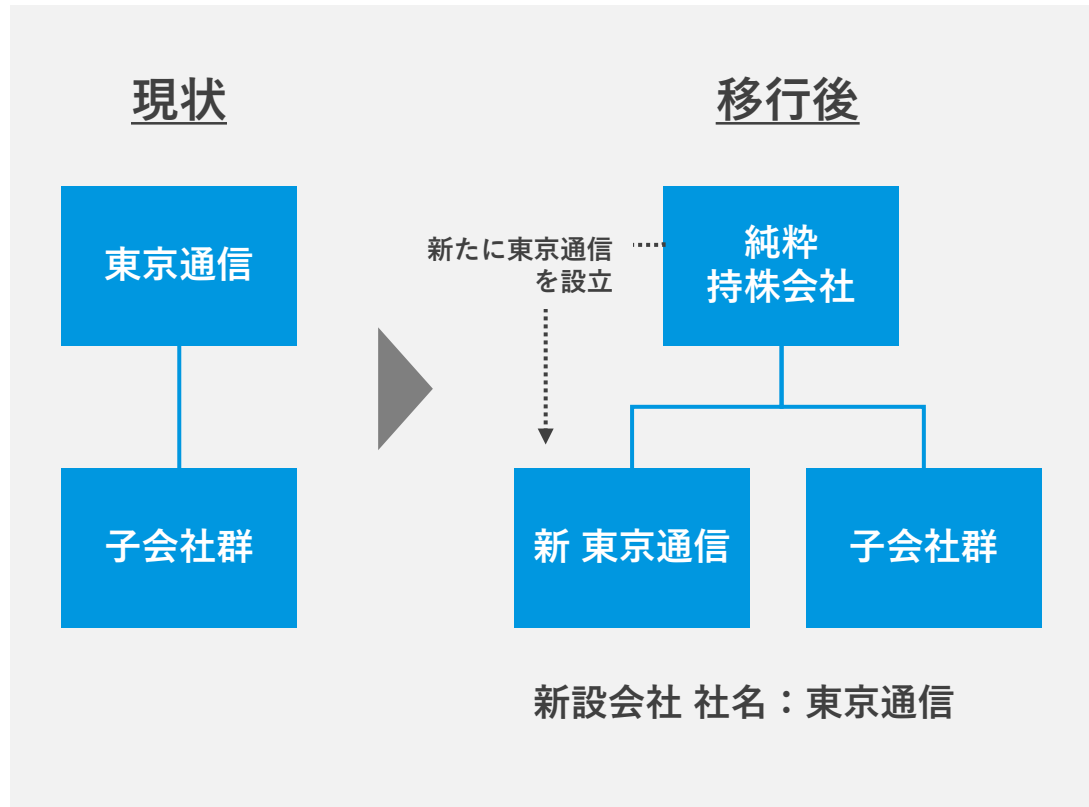 現状
東京通信
子会社群
移行後
新たに東京通信
を設立
純粋
持株会社
新 東京通信
子会社群
新設会社 社名：東京通信